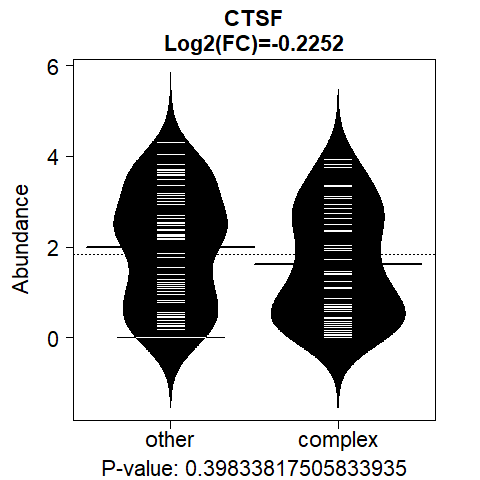 CTSF
Log2(FC)=-0.2252
Abundance
6
4
2
0
other complex
P-value: 0.39833817505833935